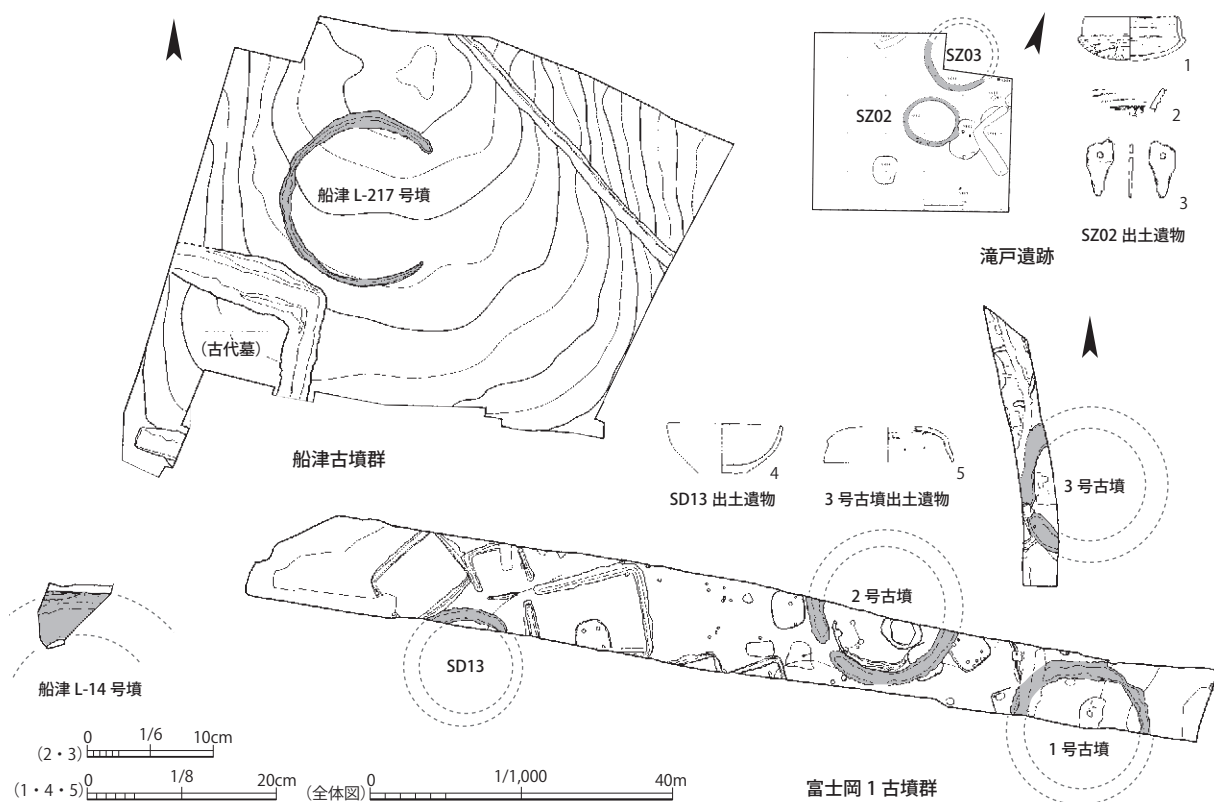 SZ03
SZ02
1
2
3
SZ02 出土遺物
滝戸遺跡
船津 L-217 号墳
（古代墓）
船津古墳群
4
SD13 出土遺物
5
3 号古墳出土遺物
3 号古墳
2 号古墳
SD13
1 号古墳
船津 L-14 号墳
富士岡 1 古墳群
（2・3） 0 1/6 10cm
（1・4・5） 0 1/8 20cm
（全体図） 0 1/1,000 40m